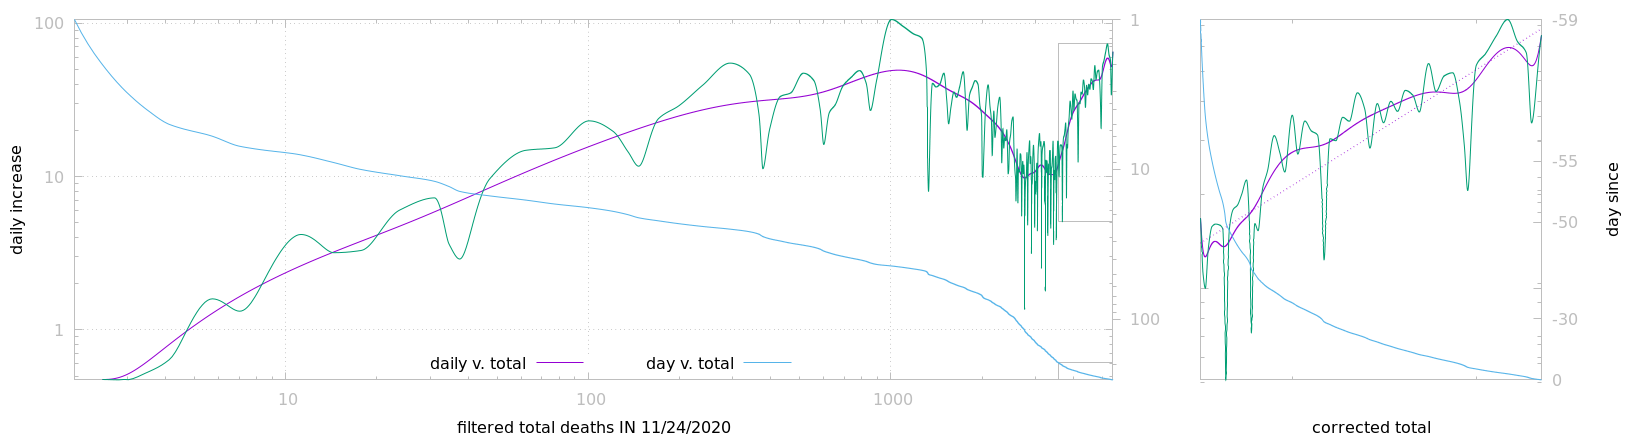 100
10
1
daily increase
1
10
100
daily v. total
day v. total
10
100
1000
filtered total deaths IN 11/24/2020
-59
-55
-50
-30
0
day since
corrected total